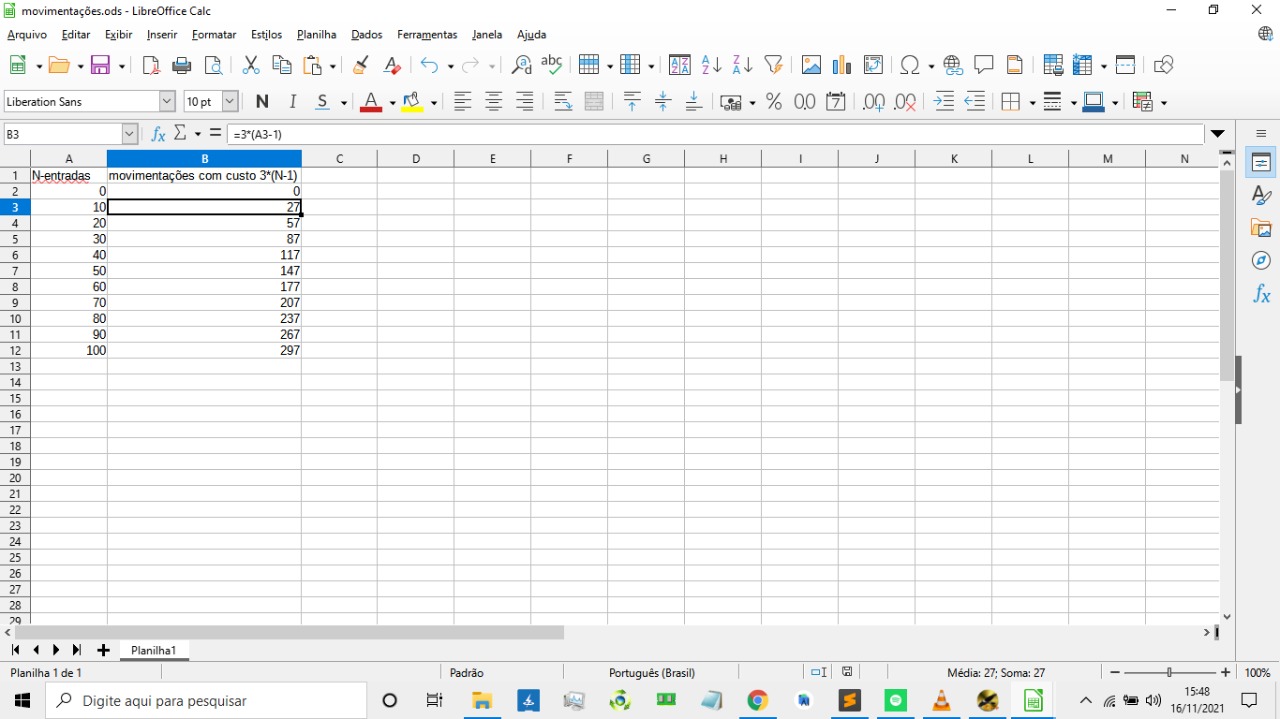 movimentações.ods - LibreOffice Calc
Arquivo Editar Exibir Inserir Formatar Estilos Planilha Dados Ferramentas Janela Ajuda
Liberation Sans 10 pt
B3 =3*(A3-1)
A B C D E F G H I J K L M N
1 N-entradas movimentações com custo 3*(N-1)
2 0 0
3 10 27
4 20 57
5 30 87
6 40 117
7 50 147
8 60 177
9 70 207
10 80 237
11 90 267
12 100 297
13
14
15
16
17
18
19
20
21
22
23
24
25
26
27
28
29
Planilha1
Planilha 1 de 1 Padrão Português (Brasil) Média: 27; Soma: 27 100%
Digite aqui para pesquisar 15:48
16/11/2021